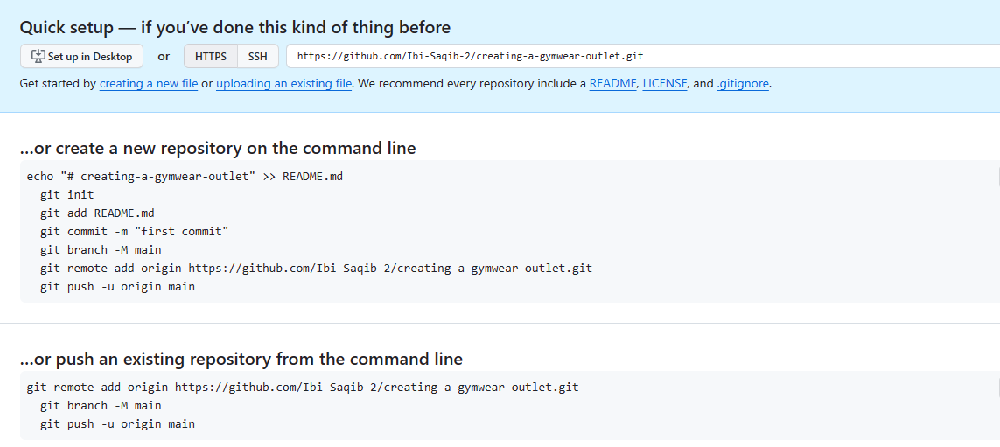 Quick setup — if you’ve done this kind of thing before
Set up in Desktop or HTTPS SSH https://github.com/Ibi-Saqib-2/creating-a-gymwear-outlet.git
Get started by creating a new file or uploading an existing file. We recommend every repository include a README, LICENSE, and .gitignore.
…or create a new repository on the command line
echo "# creating-a-gymwear-outlet" >> README.md
git init
git add README.md
git commit -m "first commit"
git branch -M main
git remote add origin https://github.com/Ibi-Saqib-2/creating-a-gymwear-outlet.git
git push -u origin main
…or push an existing repository from the command line
git remote add origin https://github.com/Ibi-Saqib-2/creating-a-gymwear-outlet.git
git branch -M main
git push -u origin main